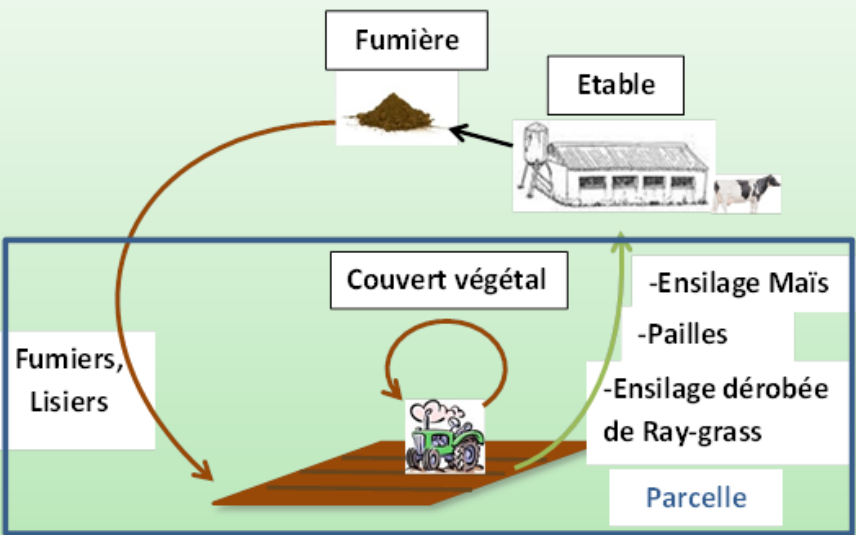 Fumière
Etable
Couvert végétal
-Ensilage Maïs
-Pailles
Fumiers,
Lisiers
-Ensilage dérobée
de Ray-grass
Parcelle